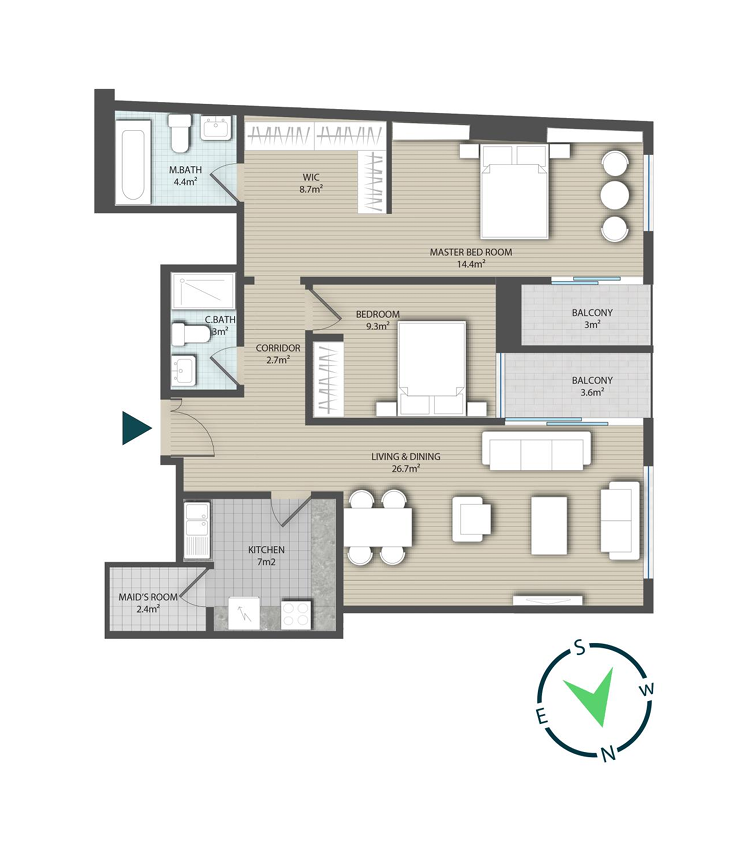 M.BATH
4.4m²
WIC
8.7m²
MASTER BED ROOM
14.4m²
C.BATH
3m²
BEDROOM
9.3m²
BALCONY
3m²
CORRIDOR
2.7m²
BALCONY
3.6m²
LIVING & DINING
26.7m²
KITCHEN
7m2
MAID'S ROOM
2.4m²
S
W
E
N